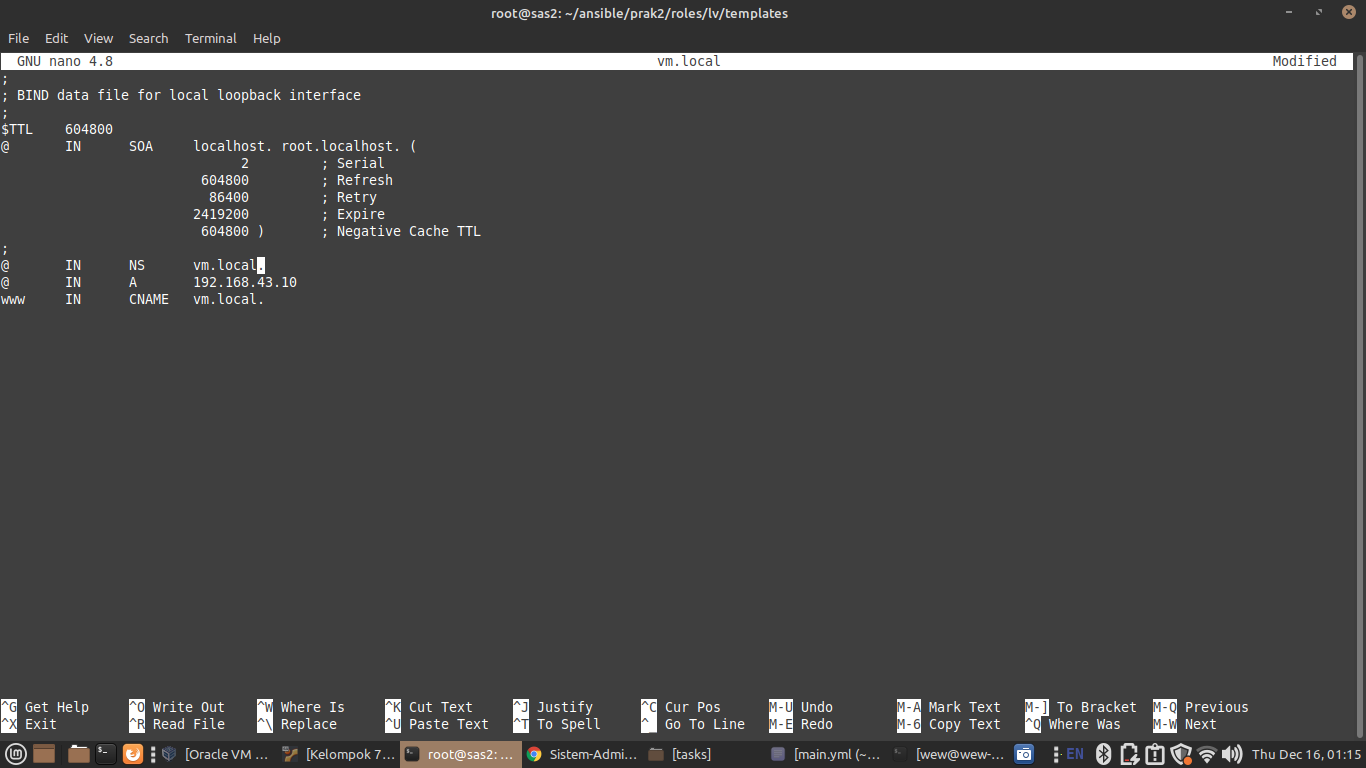 root@sas2: ~/ansible/prak2/roles/lv/templates
File Edit View Search Terminal Help
GNU nano 4.8 vm.local Modified
;
; BIND data file for local loopback interface
;
$TTL 604800
@ IN SOA localhost. root.localhost. (
2 ; Serial
604800 ; Refresh
86400 ; Retry
2419200 ; Expire
604800 ) ; Negative Cache TTL
;
@ IN NS vm.local.
@ IN A 192.168.43.10
www IN CNAME vm.local.
^G Get Help ^O Write Out ^W Where Is ^K Cut Text ^J Justify ^C Cur Pos M-U Undo M-A Mark Text M-] To Bracket M-Q Previous
^X Exit ^R Read File ^\ Replace ^U Paste Text ^T To Spell ^_ Go To Line M-E Redo M-6 Copy Text ^Q Where Was M-W Next
[Oracle VM ... [Kelompok 7... root@sas2: ... Sistem-Admi... [tasks] [main.yml (~... [wew@wew-... EN Thu Dec 16, 01:15